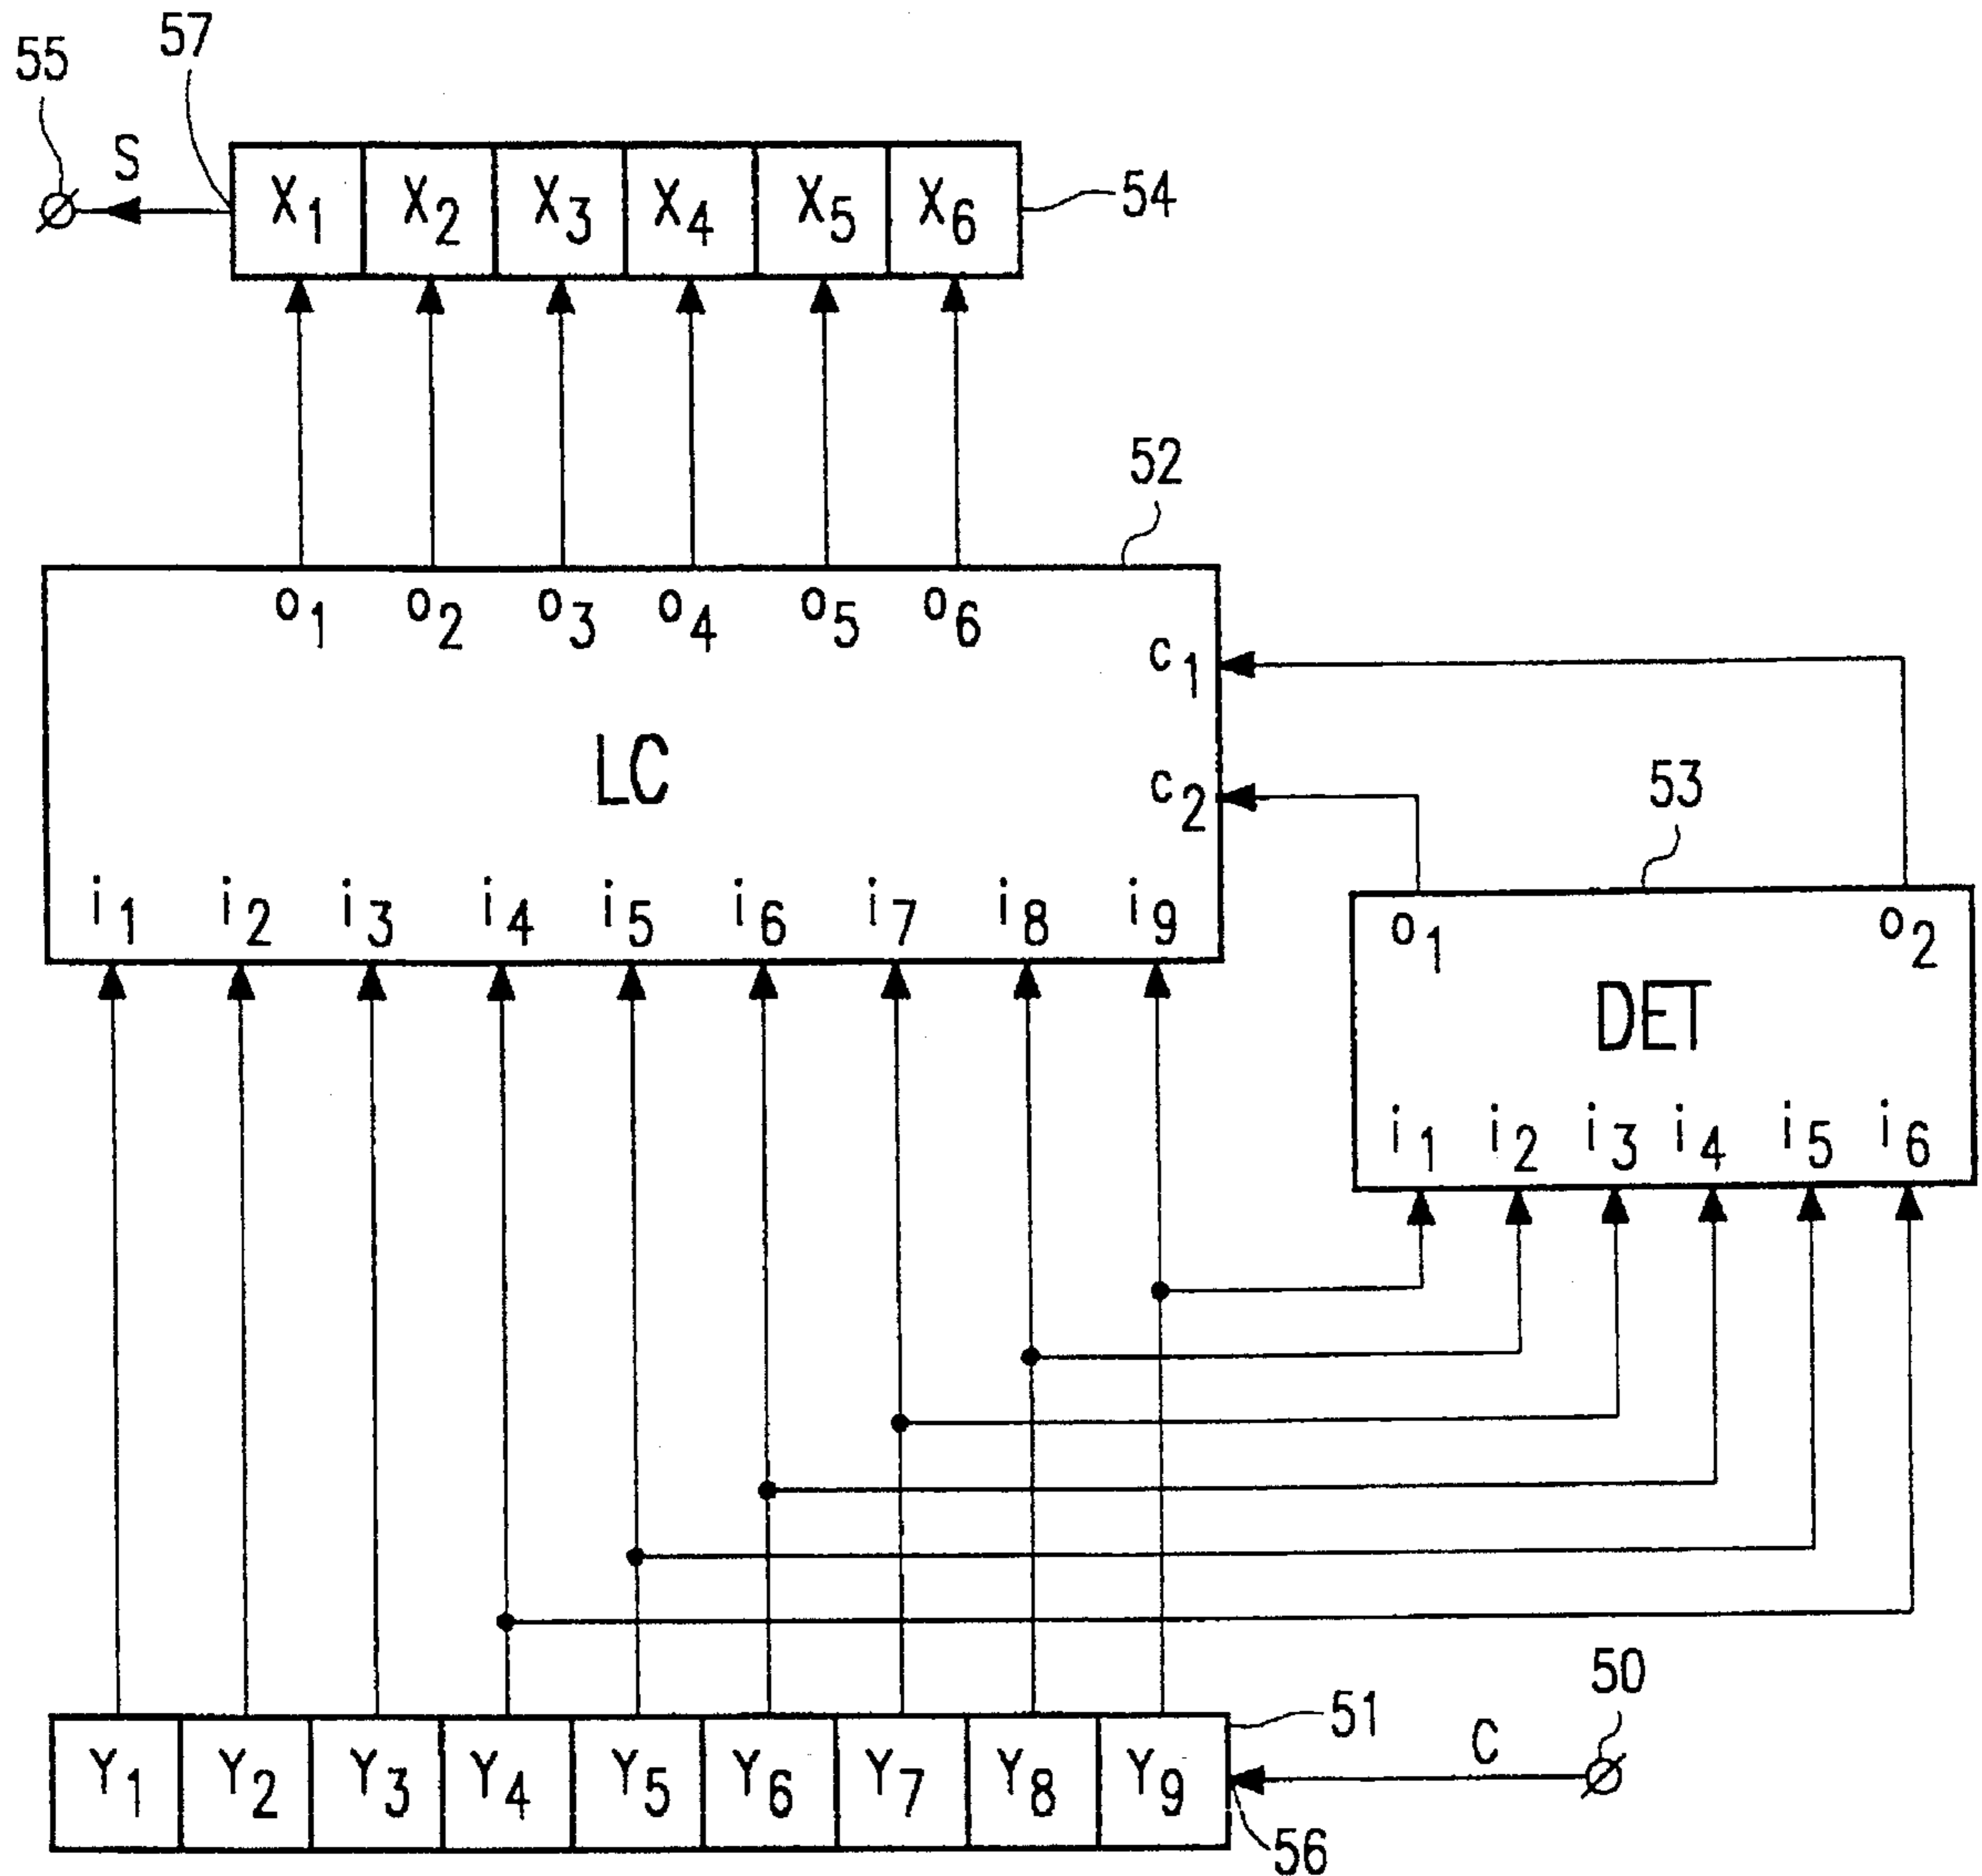 57
55
S
X1 X2 X3 X4 X5 X6
54
52
o1 o2 o3 o4 o5 o6
c1
LC
c2
53
i1 i2 i3 i4 i5 i6 i7 i8 i9
o1 o2
DET
i1 i2 i3 i4 i5 i6
50
51
C
Y1 Y2 Y3 Y4 Y5 Y6 Y7 Y8 Y9
56